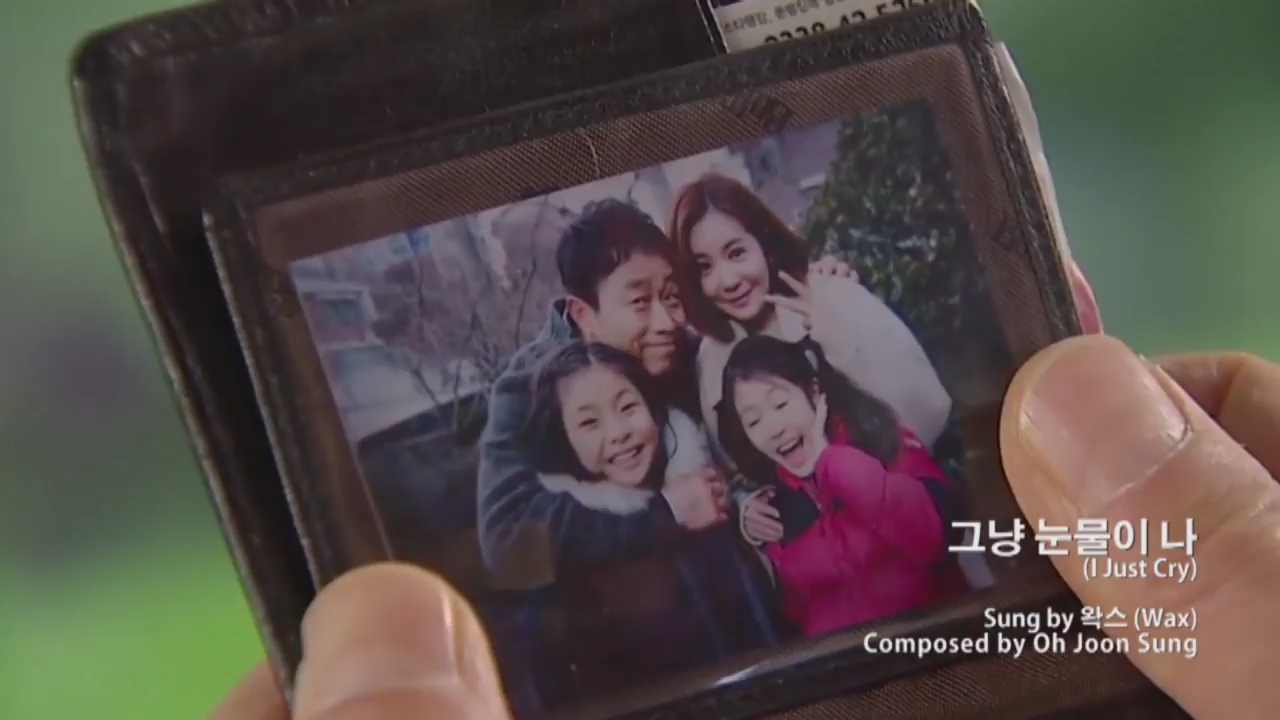 그냥 눈물이 나
(I Just Cry)
Sung by 왁스 (Wax)
Composed by Oh Joon Sung